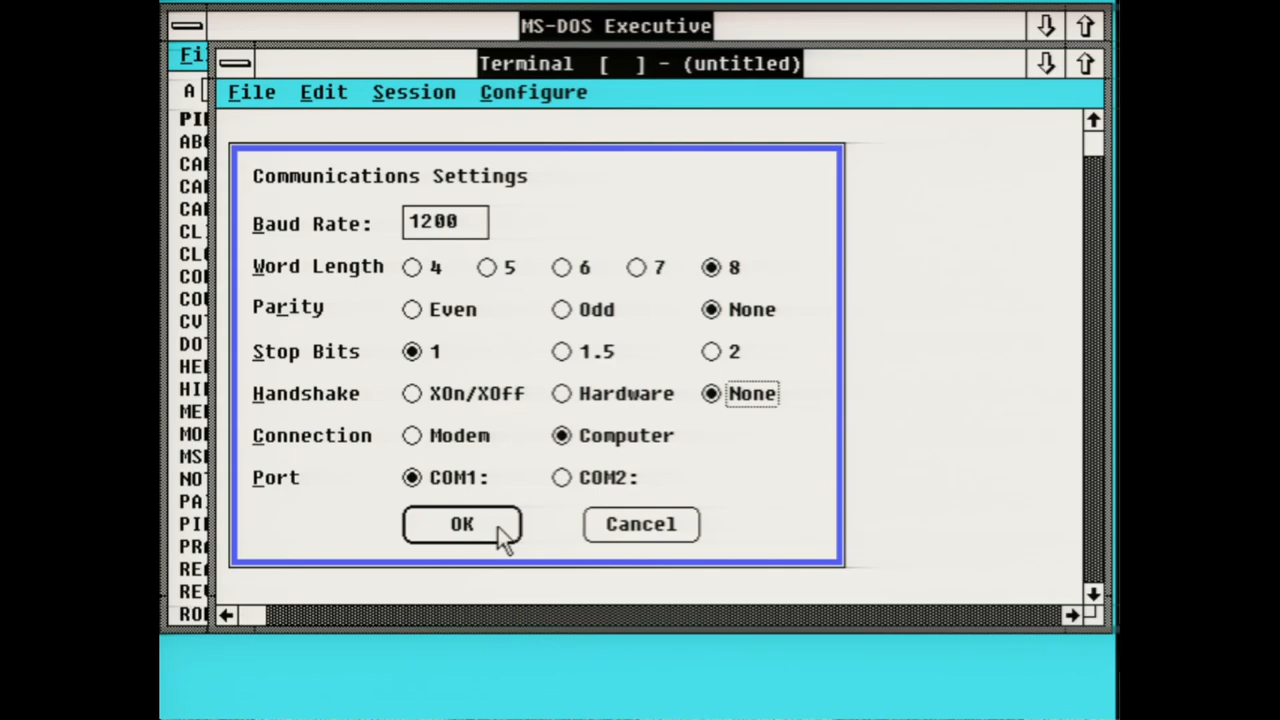 MS-DOS Executive
Terminal [ ] - (untitled)
File Edit Session Configure
A
Communications Settings
Baud Rate: 1200
Word Length 4 5 6 7 8
Parity Even Odd None
Stop Bits 1 1.5 2
Handshake XOn/XOff Hardware None
Connection Modem Computer
Port COM1: COM2:
OK Cancel